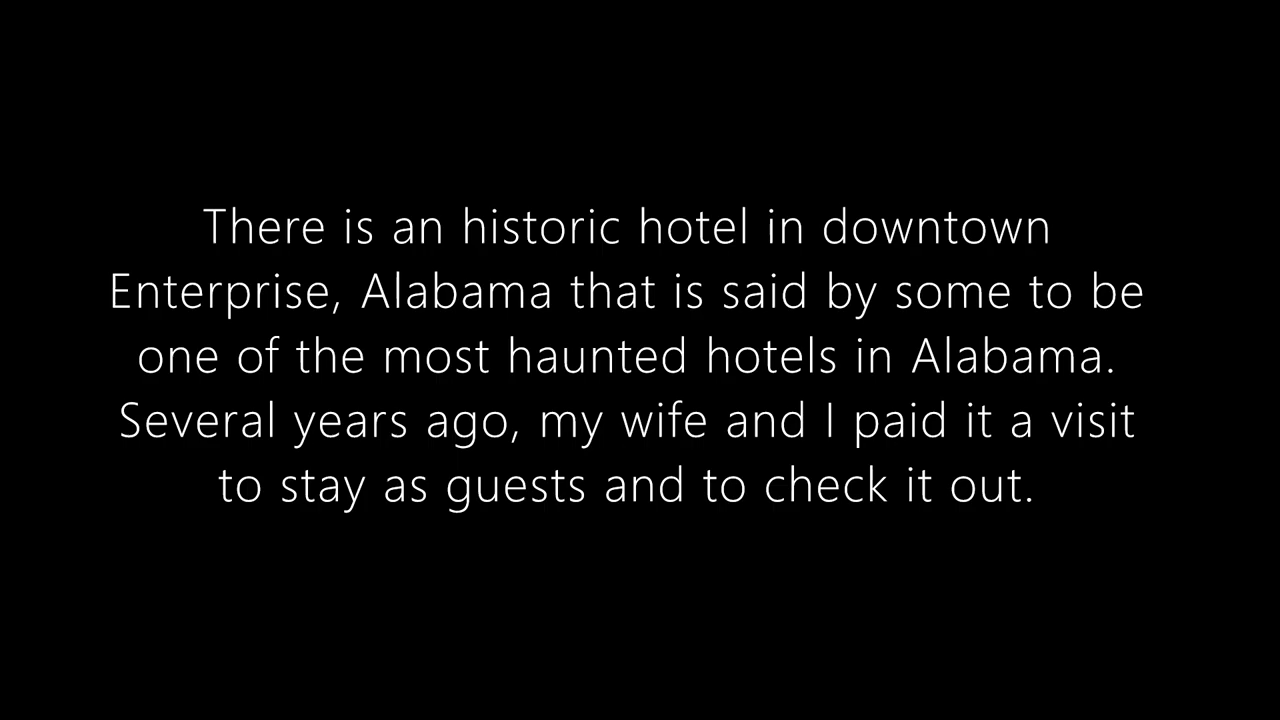 There is an historic hotel in downtown
Enterprise, Alabama that is said by some to be
one of the most haunted hotels in Alabama.
Several years ago, my wife and I paid it a visit
to stay as guests and to check it out.